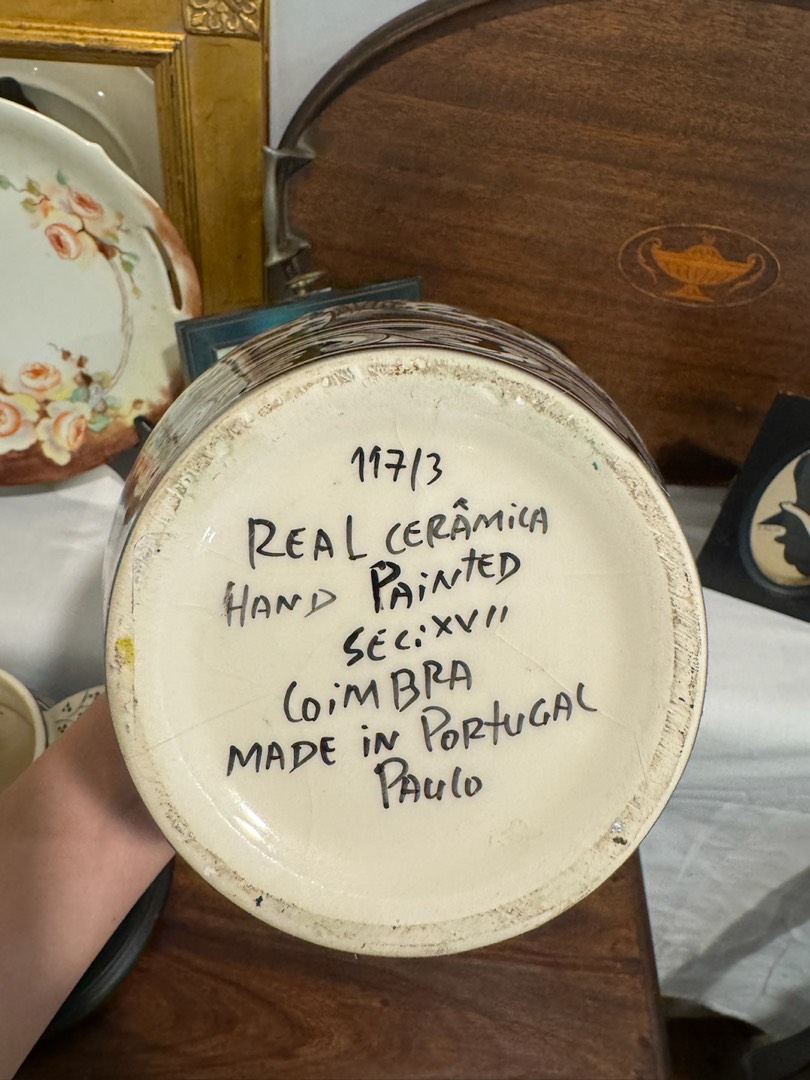 117/3
REAL CERÂMICA
HAND PAINTED
SEC: XVII
COIMBRA
MADE IN PORTUGAL
PAULO